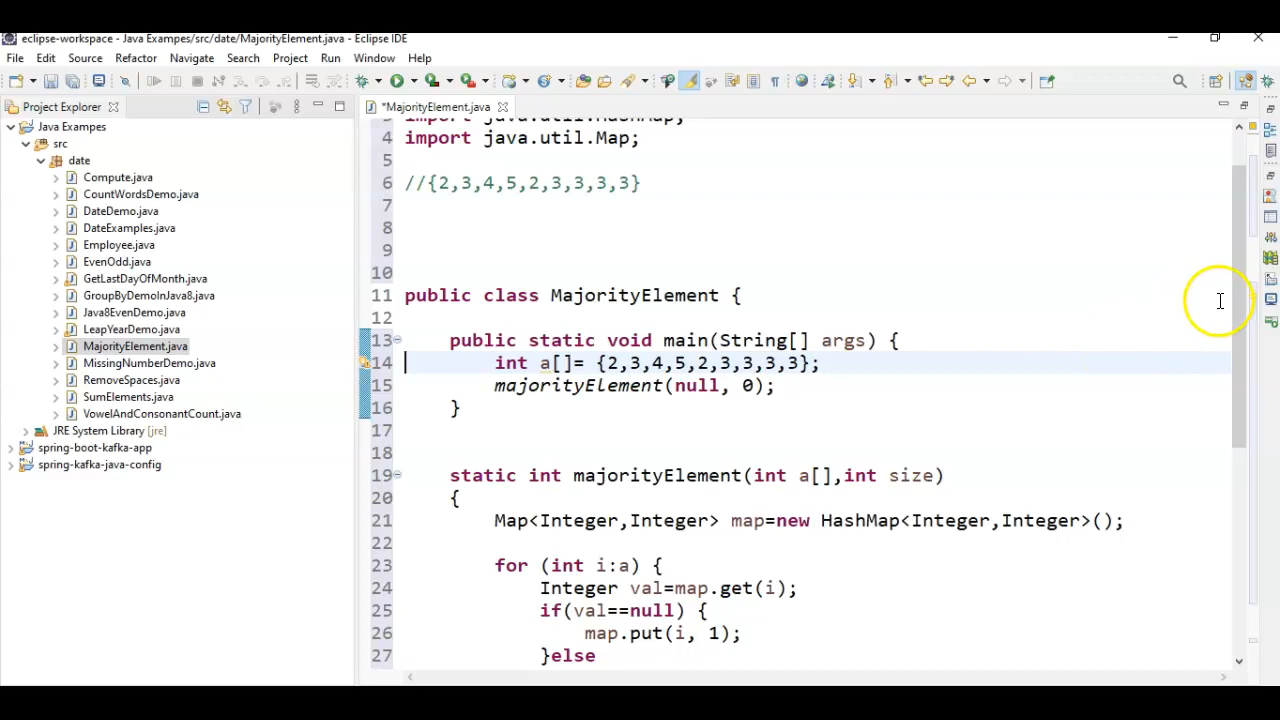 eclipse-workspace - Java Exampes/src/date/MajorityElement.java - Eclipse IDE
File Edit Source Refactor Navigate Search Project Run Window Help
Project Explorer
*MajorityElement.java
Java Exampes
src
date
Compute.java
CountWordsDemo.java
DateDemo.java
DateExamples.java
Employee.java
EvenOdd.java
GetLastDayOfMonth.java
GroupByDemoInJava8.java
Java8EvenDemo.java
LeapYearDemo.java
MajorityElement.java
MissingNumberDemo.java
RemoveSpaces.java
SumElements.java
VowelAndConsonantCount.java
JRE System Library [jre]
spring-boot-kafka-app
spring-kafka-java-config
3 import java.util.HashMap;
4 import java.util.Map;
5
6 //{2,3,4,5,2,3,3,3,3}
7
8
9
10
11 public class MajorityElement {
12
13 public static void main(String[] args) {
14 int a[]= {2,3,4,5,2,3,3,3,3};
15 majorityElement(null, 0);
16 }
17
18
19 static int majorityElement(int a[],int size)
20 {
21 Map<Integer,Integer> map=new HashMap<Integer,Integer>();
22
23 for (int i:a) {
24 Integer val=map.get(i);
25 if(val==null) {
26 map.put(i, 1);
27 }else